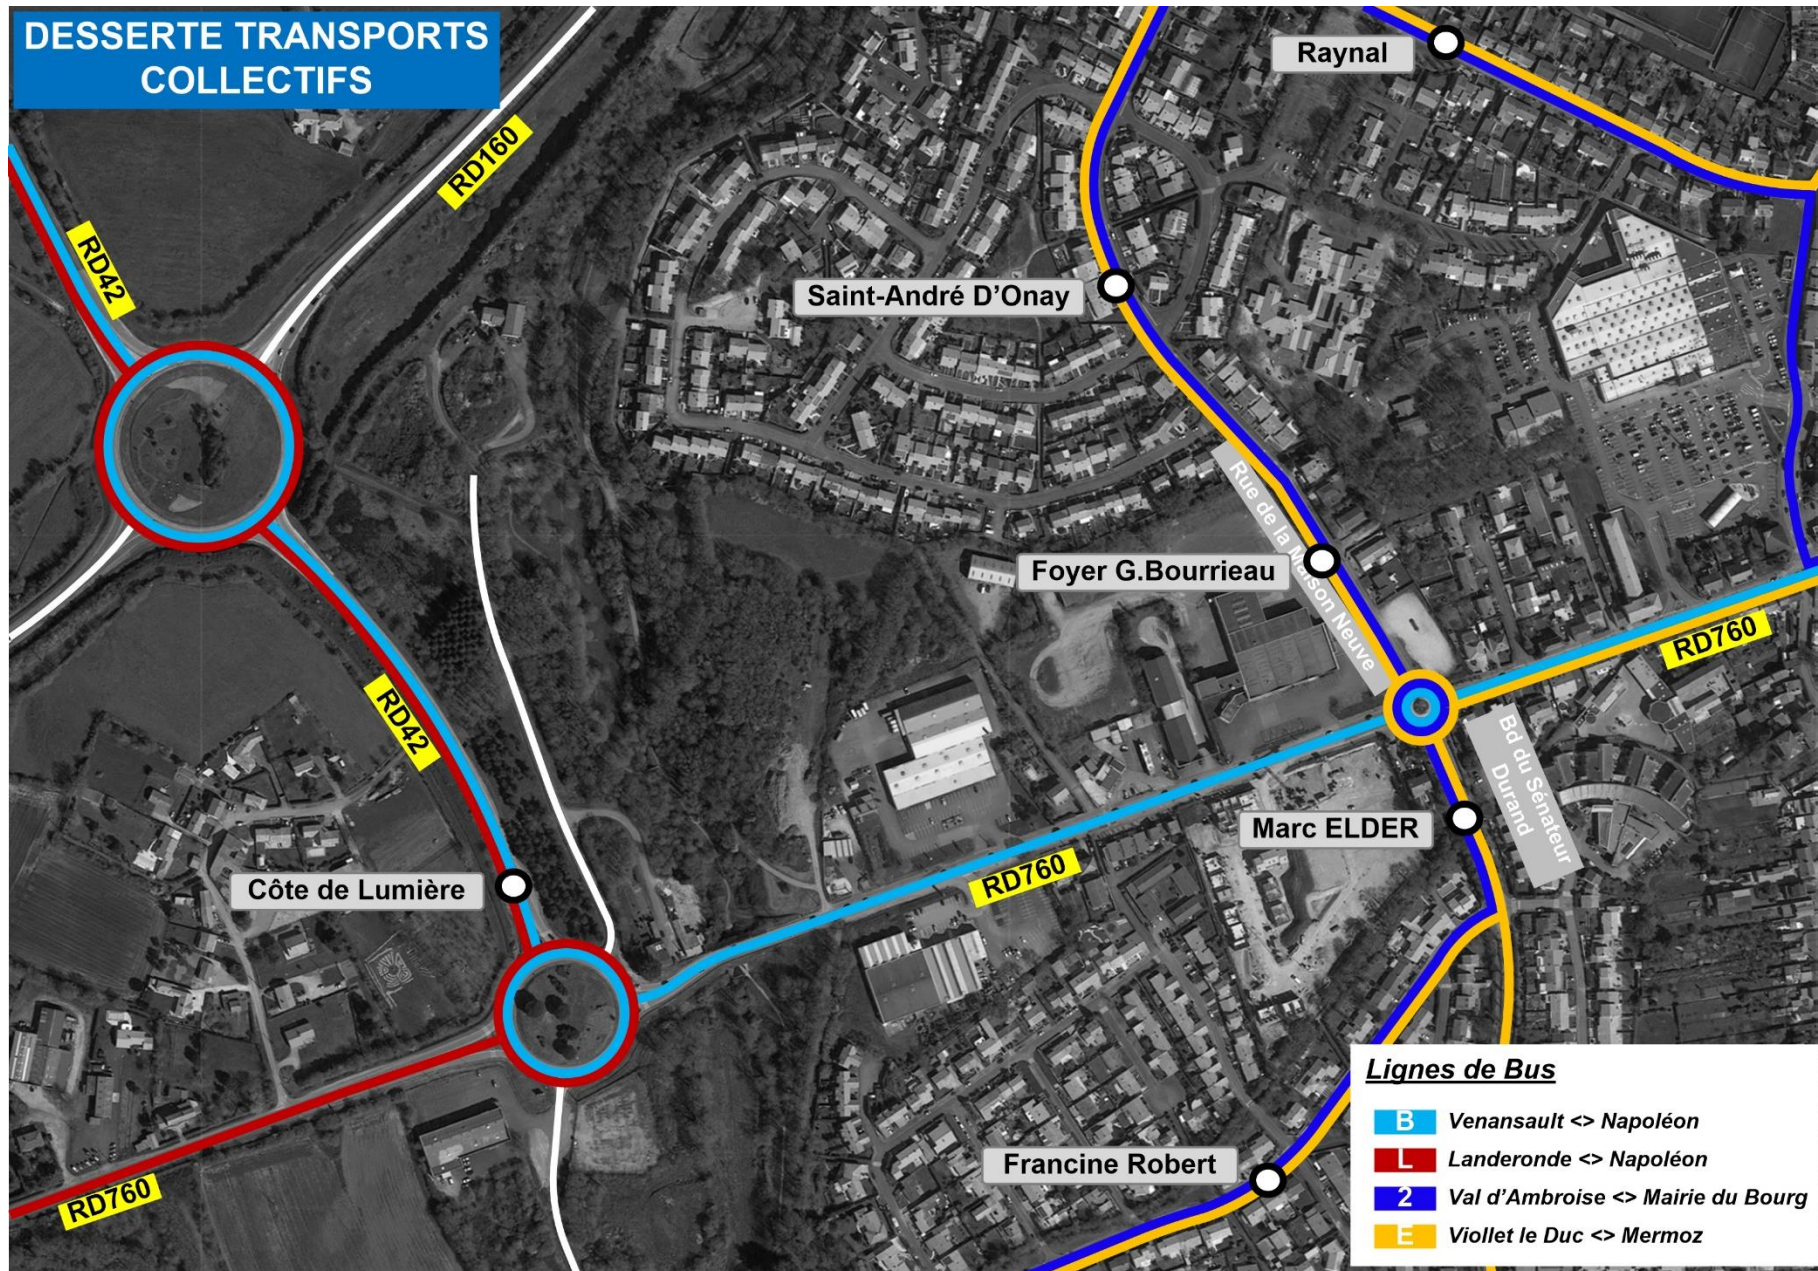 DESSERTE TRANSPORTS
COLLECTIFS
Raynal
RD160
RD42
Saint-André D’Onay
Rue de la Maison Neuve
Foyer G.Bourrieau
RD760
RD42
Bd du Sénateur
Durand
Marc ELDER
RD760
Côte de Lumière
Francine Robert
RD760
Lignes de Bus
B Venansault <> Napoléon
L Landeronde <> Napoléon
2 Val d’Ambroise <> Mairie du Bourg
E Viollet le Duc <> Mermoz